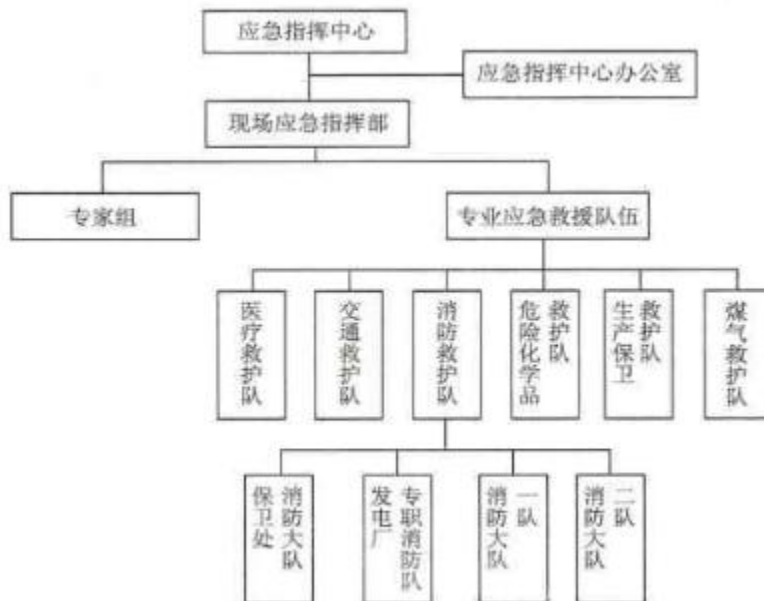 应急指挥中心
应急指挥中心办公室
现场应急指挥部
专家组
专业应急救援队伍
医疗救护队
交通救护队
消防救护队
危险化学品
救护队
生产保卫
救护队
煤气救护队
保卫处
消防大队
发电厂
专职消防队
消防大队
一队
消防大队
二队